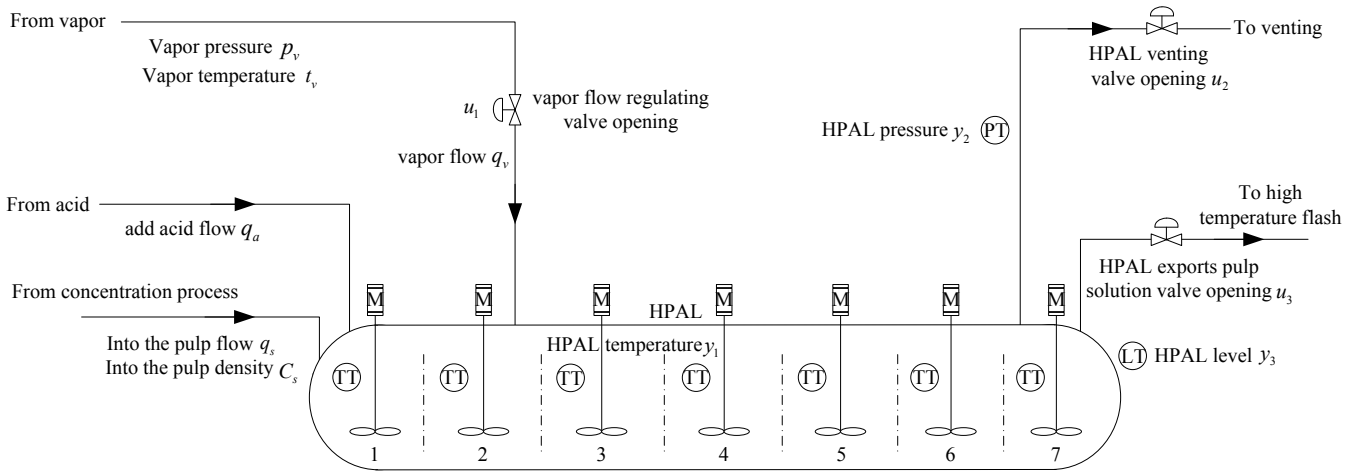 From vapor
Vapor pressure p_v
Vapor temperature t_v
u_1
vapor flow regulating
valve opening
vapor flow q_v
To venting
HPAL venting
valve opening u_2
HPAL pressure y_2
PT
From acid
add acid flow q_a
To high
temperature flash
HPAL exports pulp
solution valve opening u_3
From concentration process
Into the pulp flow q_s
Into the pulp density C_s
M
M
M
M
M
M
M
HPAL
HPAL temperature y_1
TT
TT
TT
TT
TT
TT
TT
LT
HPAL level y_3
1
2
3
4
5
6
7